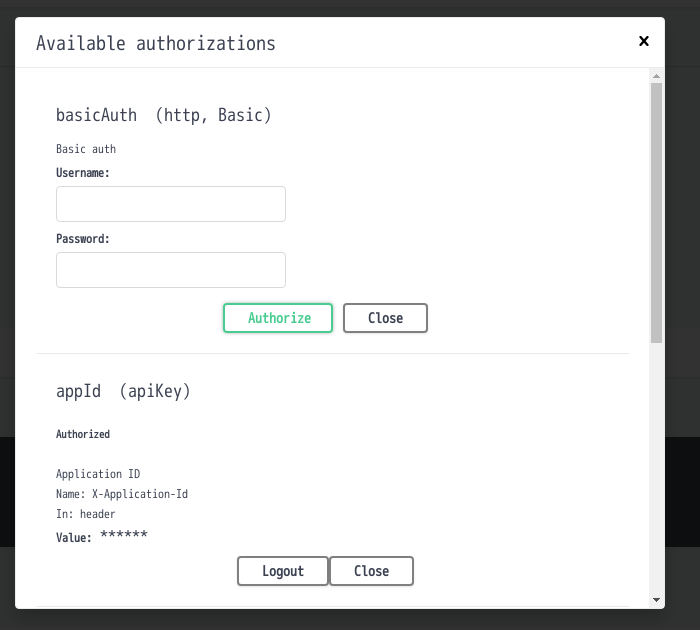 Available authorizations x
basicAuth (http, Basic)
Basic auth
Username:
Password:
Authorize Close
appId (apiKey)
Authorized
Application ID
Name: X-Application-Id
In: header
Value: ******
Logout Close